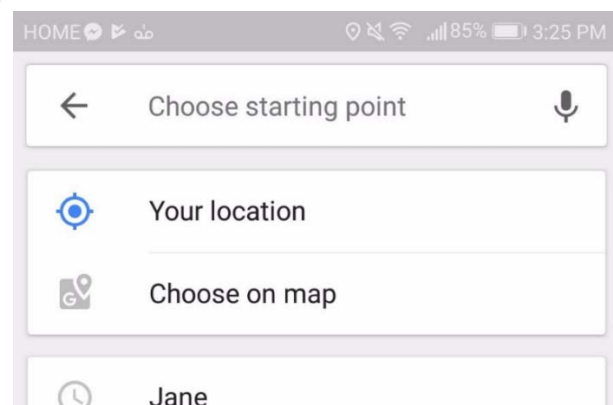 HOME 85% 3:25 PM
Choose starting point
Your location
Choose on map
Jane